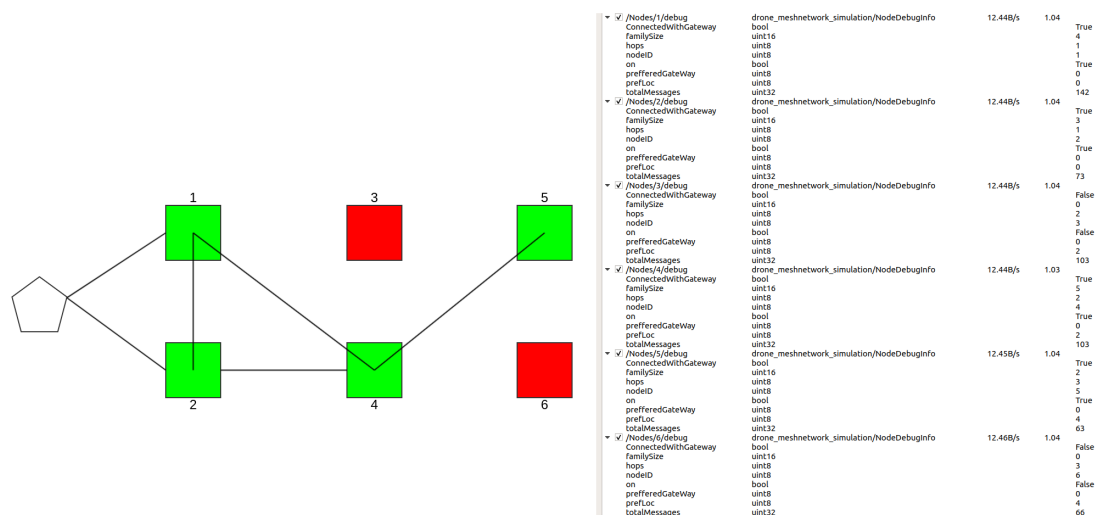 1
3
5
2
4
6
/Nodes/1/debug drone_meshnetwork_simulation/NodeDebugInfo 12.44B/s 1.04
ConnectedWithGateway bool True
familySize uint16 4
hops uint8 1
nodeID uint8 1
on bool True
prefferedGateWay uint8 0
prefLoc uint8 0
totalMessages uint32 142
/Nodes/2/debug drone_meshnetwork_simulation/NodeDebugInfo 12.44B/s 1.04
ConnectedWithGateway bool True
familySize uint16 3
hops uint8 1
nodeID uint8 2
on bool True
prefferedGateWay uint8 0
prefLoc uint8 0
totalMessages uint32 73
/Nodes/3/debug drone_meshnetwork_simulation/NodeDebugInfo 12.44B/s 1.04
ConnectedWithGateway bool False
familySize uint16 0
hops uint8 2
nodeID uint8 3
on bool False
prefferedGateWay uint8 0
prefLoc uint8 2
totalMessages uint32 103
/Nodes/4/debug drone_meshnetwork_simulation/NodeDebugInfo 12.44B/s 1.03
ConnectedWithGateway bool True
familySize uint16 5
hops uint8 2
nodeID uint8 4
on bool True
prefferedGateWay uint8 0
prefLoc uint8 2
totalMessages uint32 103
/Nodes/5/debug drone_meshnetwork_simulation/NodeDebugInfo 12.45B/s 1.04
ConnectedWithGateway bool True
familySize uint16 2
hops uint8 3
nodeID uint8 5
on bool True
prefferedGateWay uint8 0
prefLoc uint8 4
totalMessages uint32 63
/Nodes/6/debug drone_meshnetwork_simulation/NodeDebugInfo 12.46B/s 1.04
ConnectedWithGateway bool False
familySize uint16 0
hops uint8 3
nodeID uint8 6
on bool False
prefferedGateWay uint8 0
prefLoc uint8 4
totalMessages uint32 66